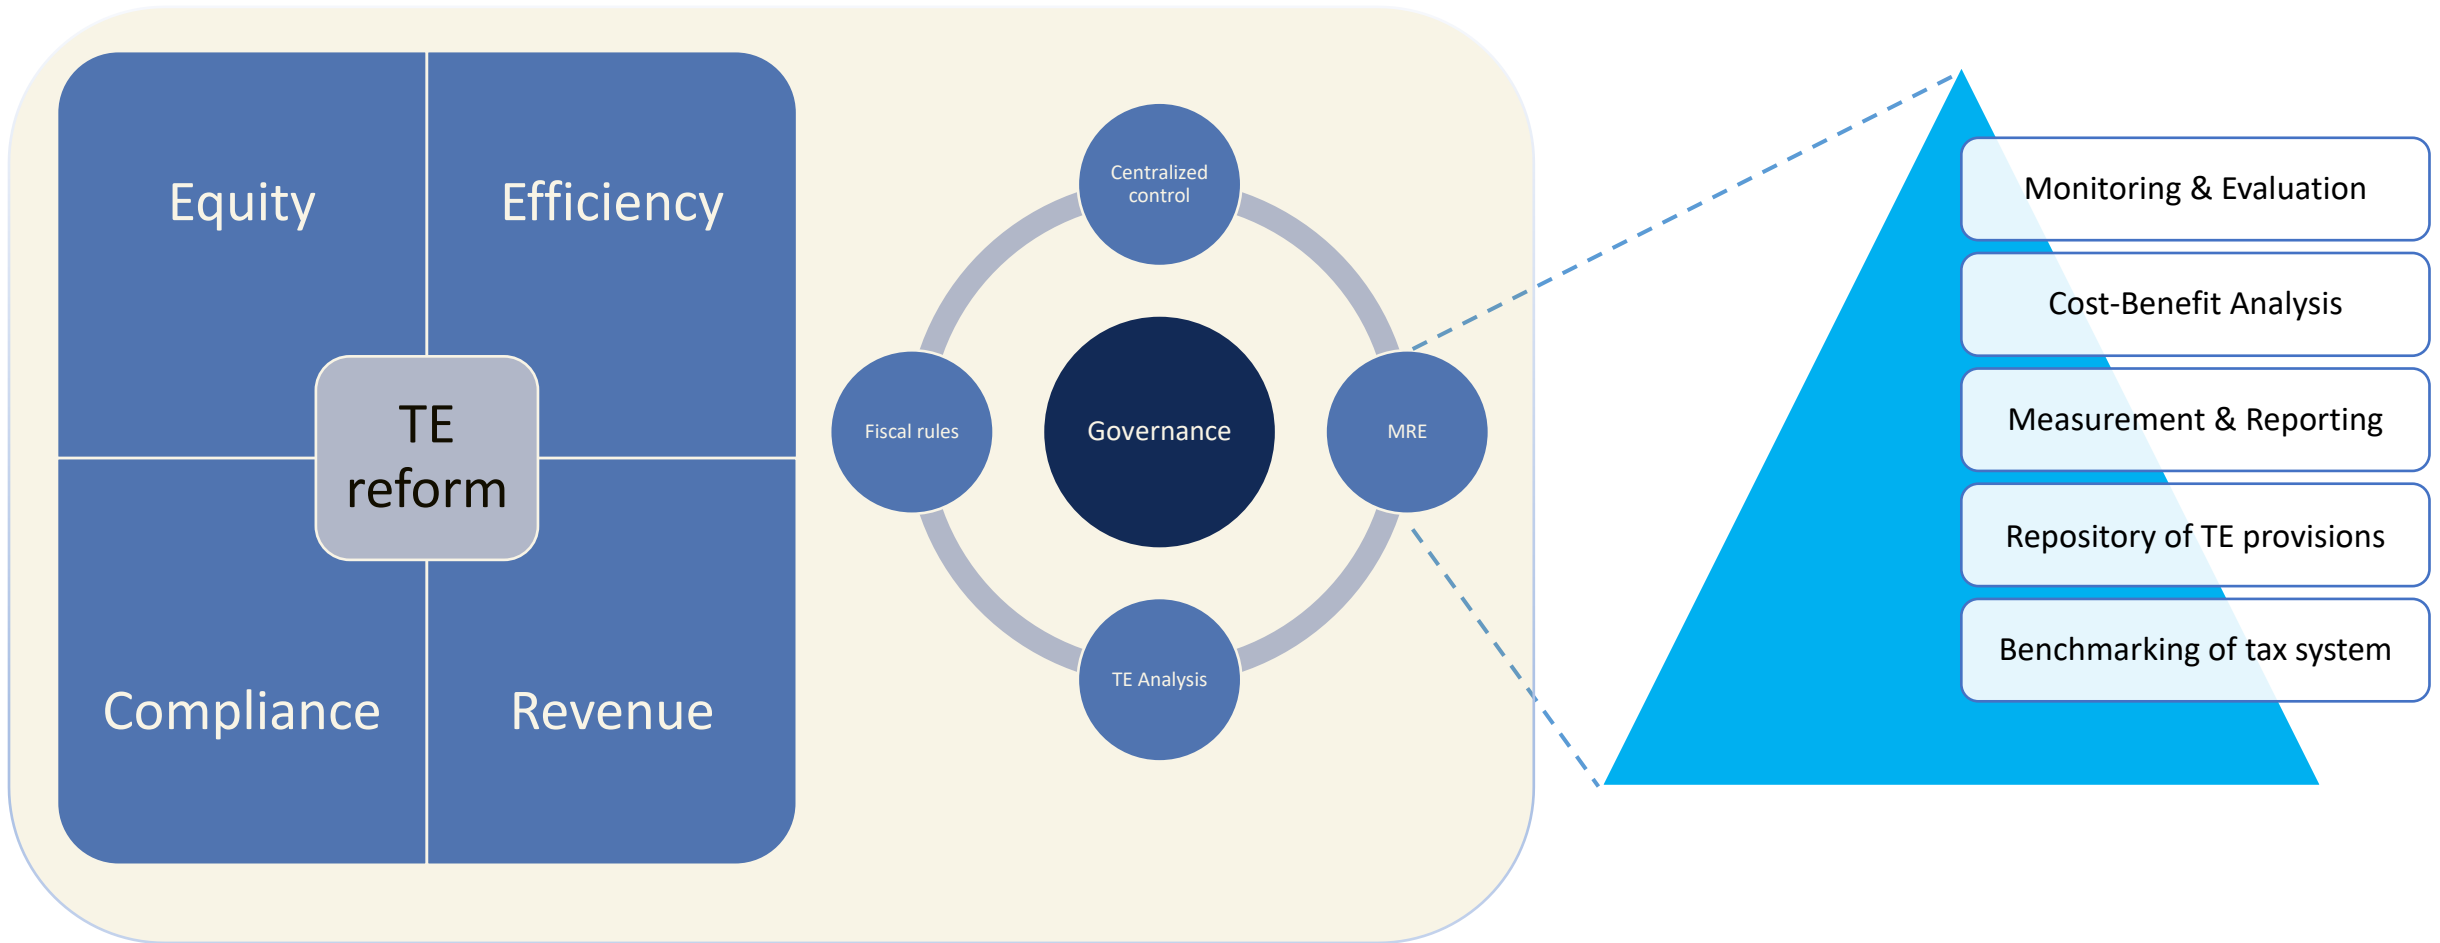 Equity
Efficiency
TE
reform
Compliance
Revenue
Centralized
control
Fiscal rules
Governance
MRE
TE Analysis
Monitoring & Evaluation
Cost-Benefit Analysis
Measurement & Reporting
Repository of TE provisions
Benchmarking of tax system